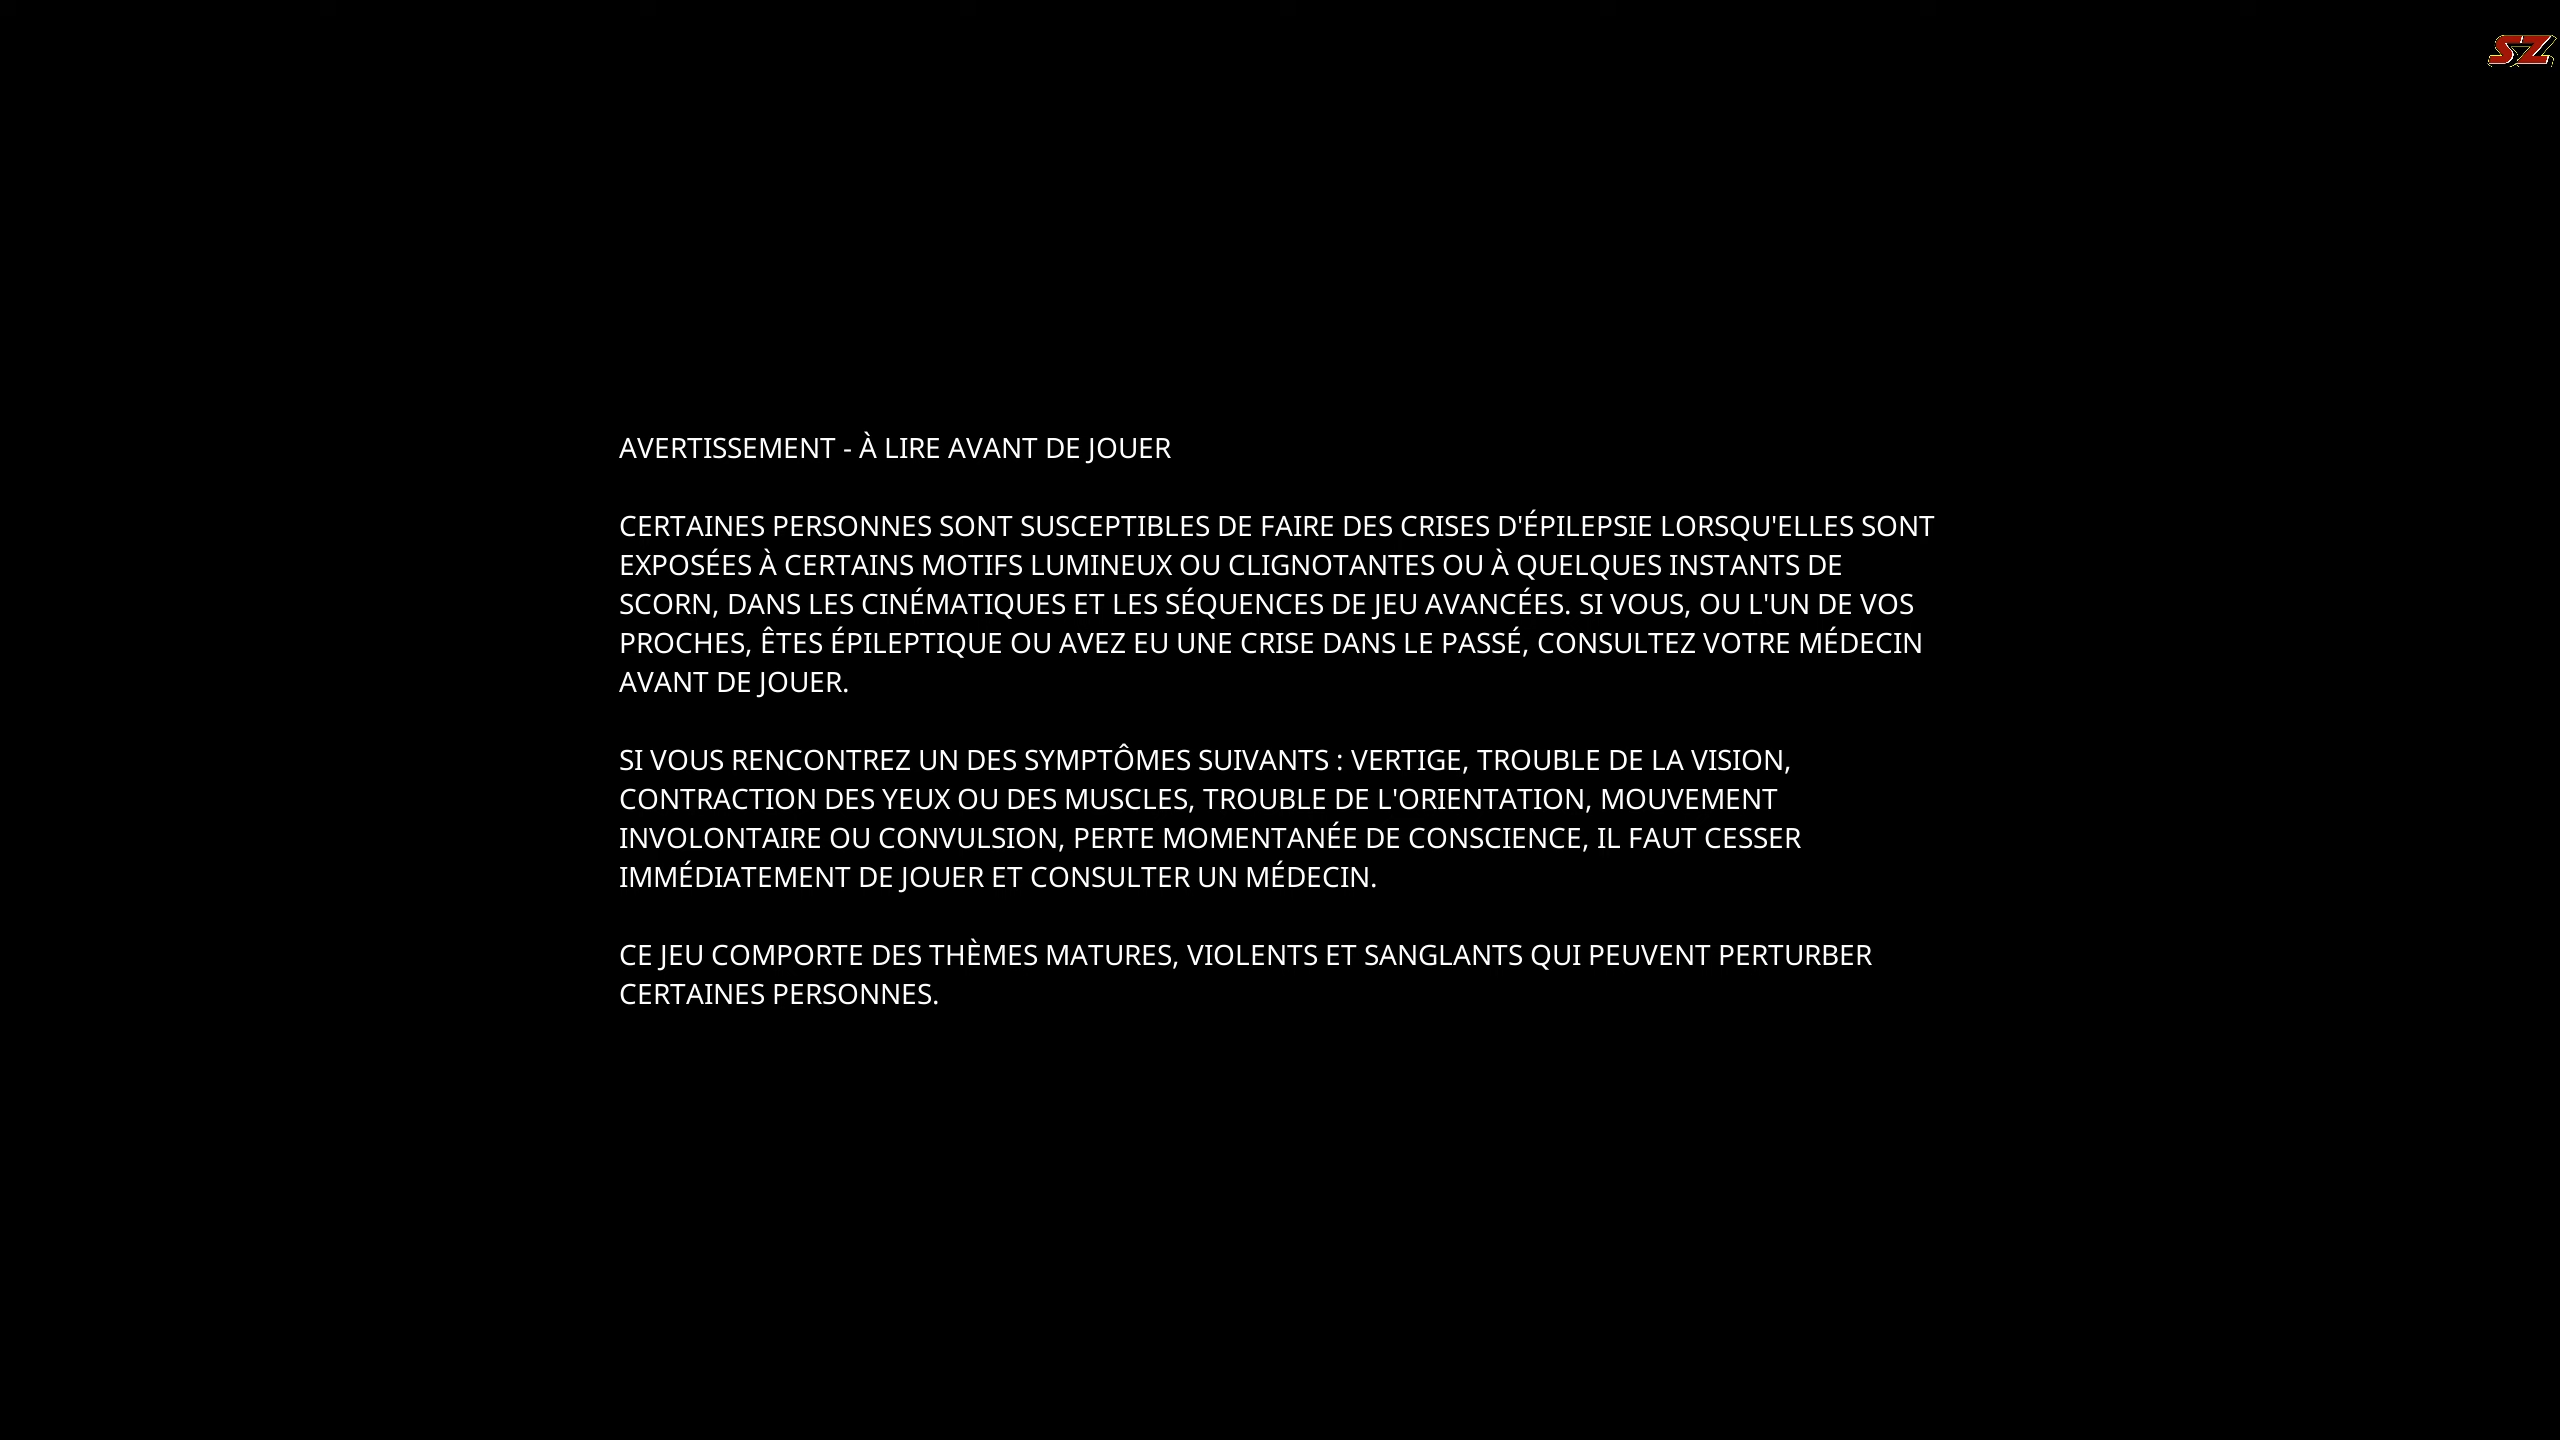 SZ
AVERTISSEMENT - À LIRE AVANT DE JOUER
CERTAINES PERSONNES SONT SUSCEPTIBLES DE FAIRE DES CRISES D'ÉPILEPSIE LORSQU'ELLES SONT
EXPOSÉES À CERTAINS MOTIFS LUMINEUX OU CLIGNOTANTES OU À QUELQUES INSTANTS DE
SCORN, DANS LES CINÉMATIQUES ET LES SÉQUENCES DE JEU AVANCÉES. SI VOUS, OU L'UN DE VOS
PROCHES, ÊTES ÉPILEPTIQUE OU AVEZ EU UNE CRISE DANS LE PASSÉ, CONSULTEZ VOTRE MÉDECIN
AVANT DE JOUER.
SI VOUS RENCONTREZ UN DES SYMPTÔMES SUIVANTS : VERTIGE, TROUBLE DE LA VISION,
CONTRACTION DES YEUX OU DES MUSCLES, TROUBLE DE L'ORIENTATION, MOUVEMENT
INVOLONTAIRE OU CONVULSION, PERTE MOMENTANÉE DE CONSCIENCE, IL FAUT CESSER
IMMÉDIATEMENT DE JOUER ET CONSULTER UN MÉDECIN.
CE JEU COMPORTE DES THÈMES MATURES, VIOLENTS ET SANGLANTS QUI PEUVENT PERTURBER
CERTAINES PERSONNES.